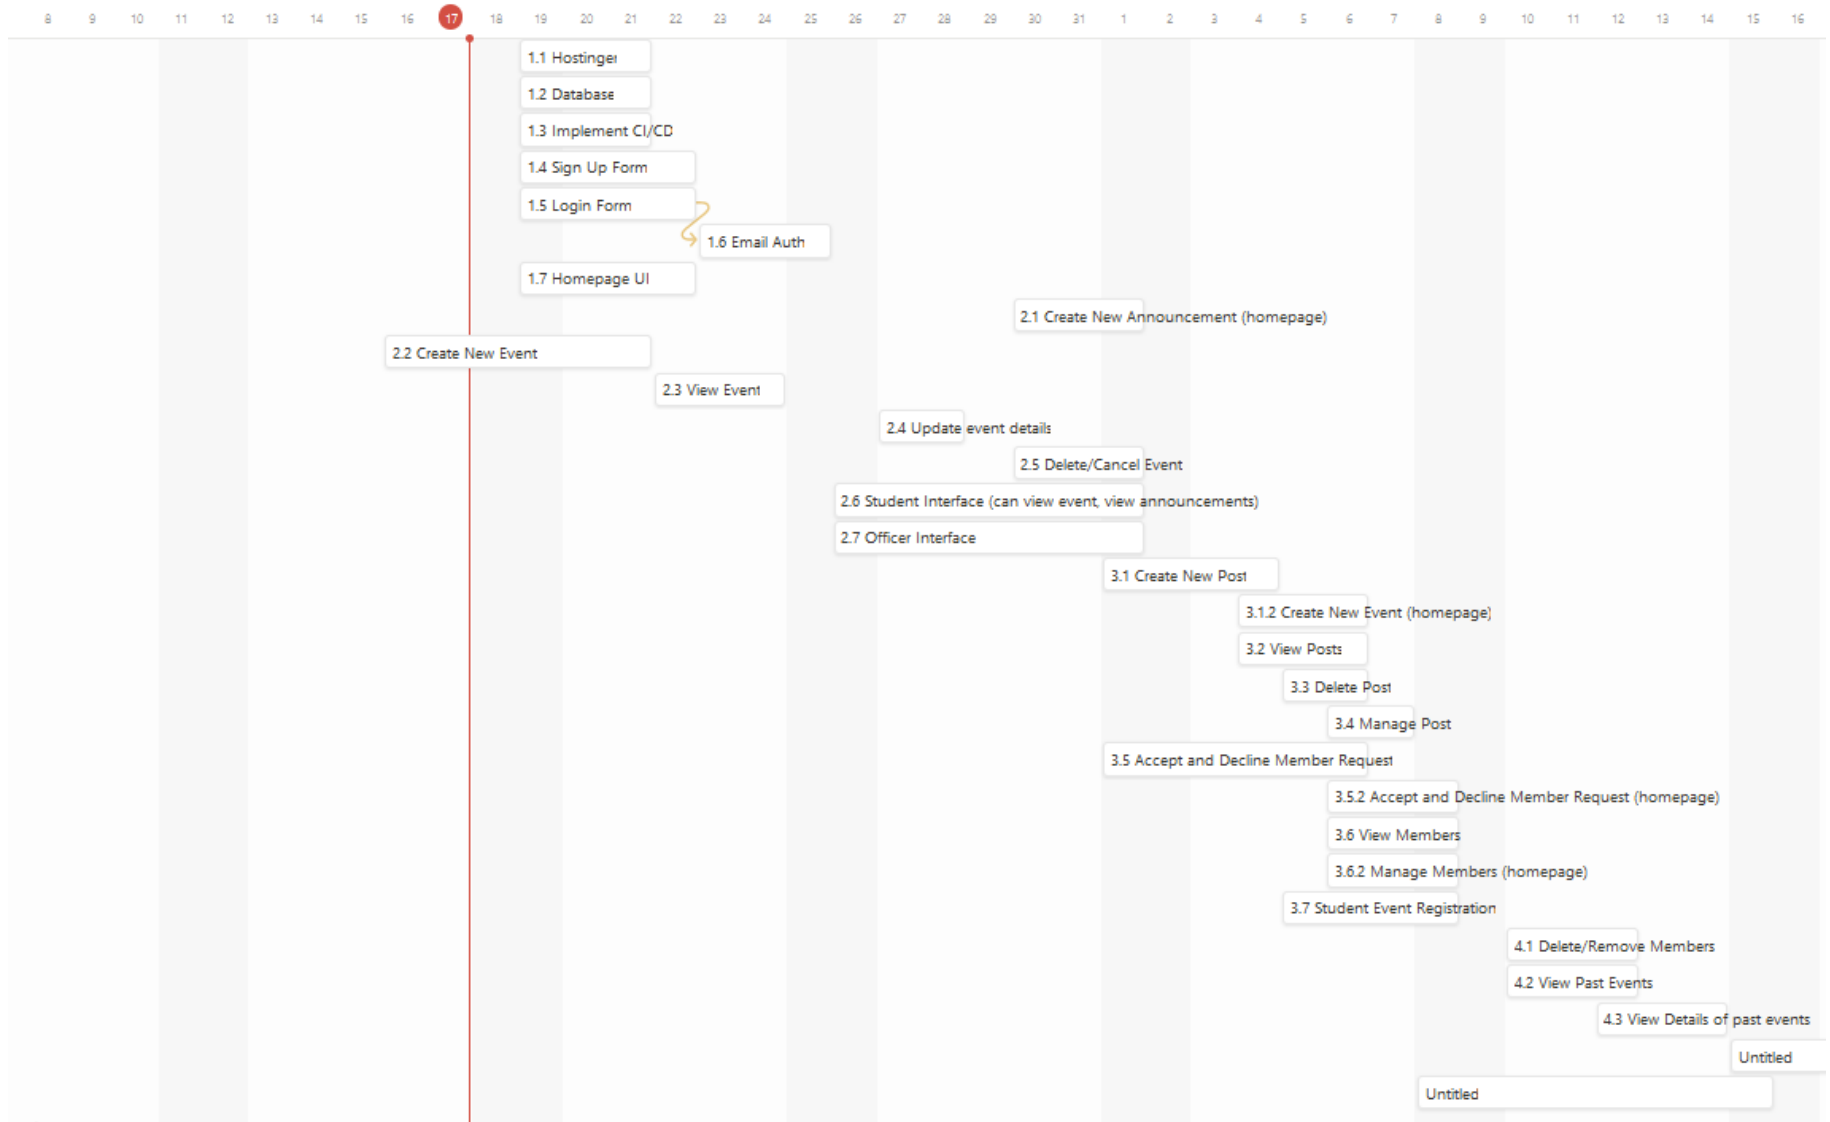 8 9 10 11 12 13 14 15 16 17 18 19 20 21 22 23 24 25 26 27 28 29 30 31 1 2 3 4 5 6 7 8 9 10 11 12 13 14 15 16
1.1 Hostinger
1.2 Database
1.3 Implement CI/CD
1.4 Sign Up Form
1.5 Login Form
1.6 Email Auth
1.7 Homepage UI
2.1 Create New Announcement (homepage)
2.2 Create New Event
2.3 View Event
2.4 Update event details
2.5 Delete/Cancel Event
2.6 Student Interface (can view event, view announcements)
2.7 Officer Interface
3.1 Create New Post
3.1.2 Create New Event (homepage)
3.2 View Posts
3.3 Delete Post
3.4 Manage Post
3.5 Accept and Decline Member Request
3.5.2 Accept and Decline Member Request (homepage)
3.6 View Members
3.6.2 Manage Members (homepage)
3.7 Student Event Registration
4.1 Delete/Remove Members
4.2 View Past Events
4.3 View Details of past events
Untitled
Untitled